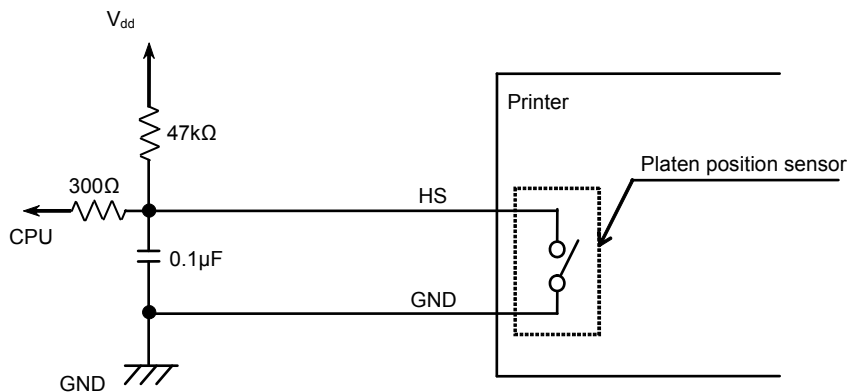 Vdd
Printer
47kΩ
Platen position sensor
300Ω
HS
CPU
0.1µF
GND
GND